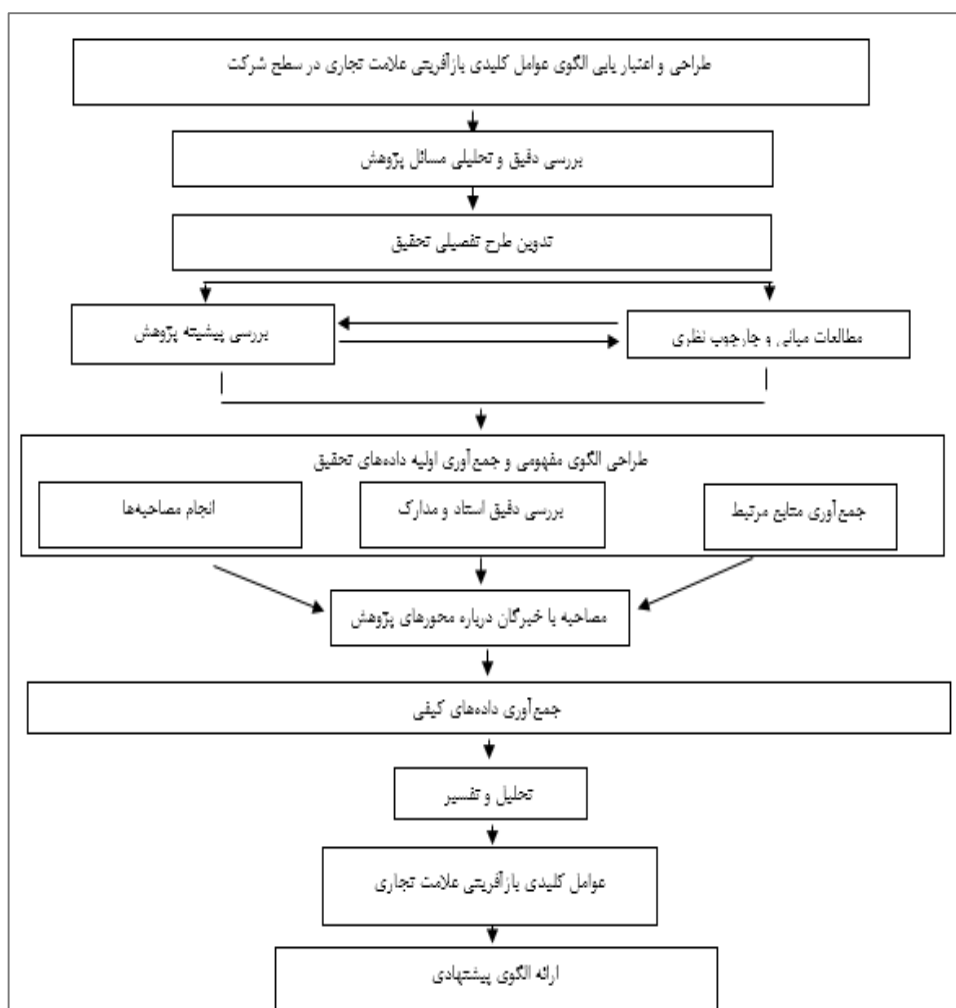 طراحی و اعتبار یابی الگوی عوامل کلیدی بازآفرینی علامت تجاری در سطح شرکت
بررسی دقیق و تحلیلی مسائل پژوهش
تدوین طرح تفصیلی تحقیق
مطالعات مبانی و چارچوب نظری
بررسی پیشینه پژوهش
طراحی الگوی مفهومی و جمع‌آوری اولیه داده‌های تحقیق
جمع‌آوری منابع مرتبط
بررسی دقیق اسناد و مدارک
انجام مصاحبه‌ها
مصاحبه با خبرگان درباره محورهای پژوهش
جمع‌آوری داده‌های کیفی
تحلیل و تفسیر
عوامل کلیدی بازآفرینی علامت تجاری
ارائه الگوی پیشنهادی